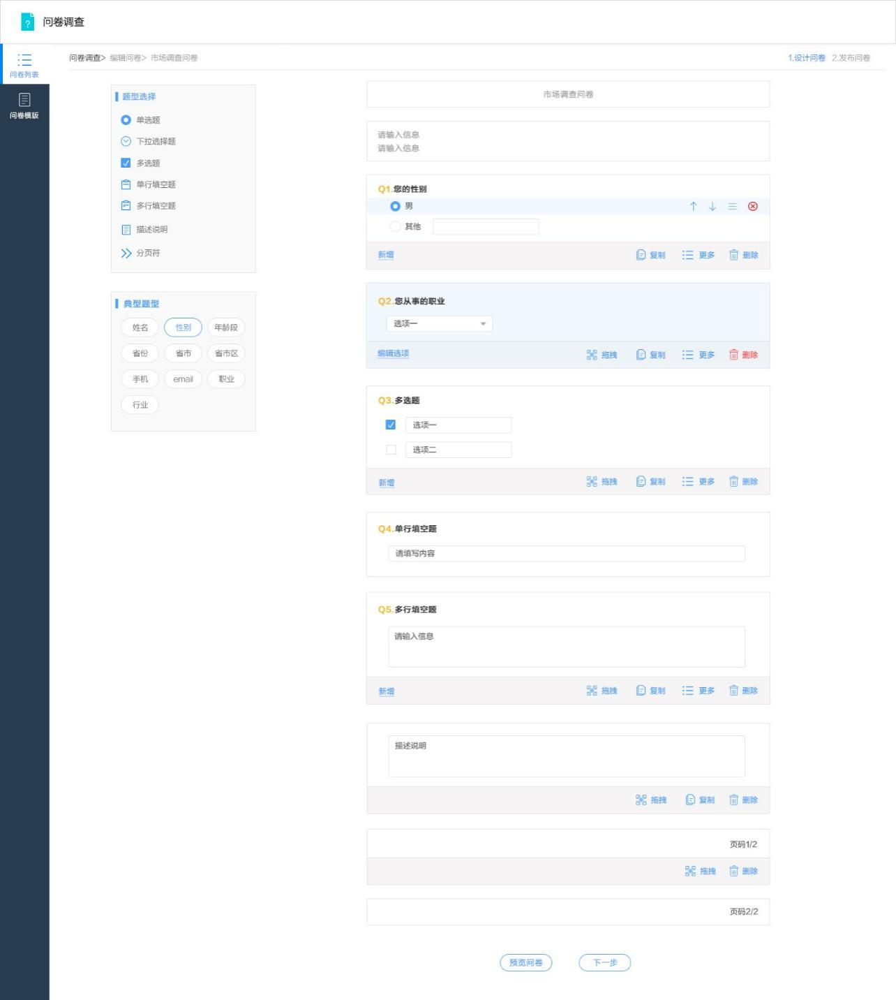 问卷调查
问卷列表
问卷模版
问卷调查> 编辑问卷> 市场调查问卷
1.设计问卷 2.发布问卷
题型选择
单选题
下拉选择题
多选题
单行填空题
多行填空题
描述说明
分页符
典型题型
姓名 性别 年龄段
省份 省市 省市区
手机 email 职业
行业
市场调查问卷
请输入信息
请输入信息
Q1.您的性别
男
其他
新增 复制 更多 删除
Q2.您从事的职业
选项一
编辑选项 拖拽 复制 更多 删除
Q3.多选题
选项一
选项二
新增 拖拽 复制 更多 删除
Q4.单行填空题
请填写内容
Q5.多行填空题
请输入信息
新增 拖拽 复制 更多 删除
描述说明
拖拽 复制 删除
页码1/2
拖拽 删除
页码2/2
预览问卷 下一步